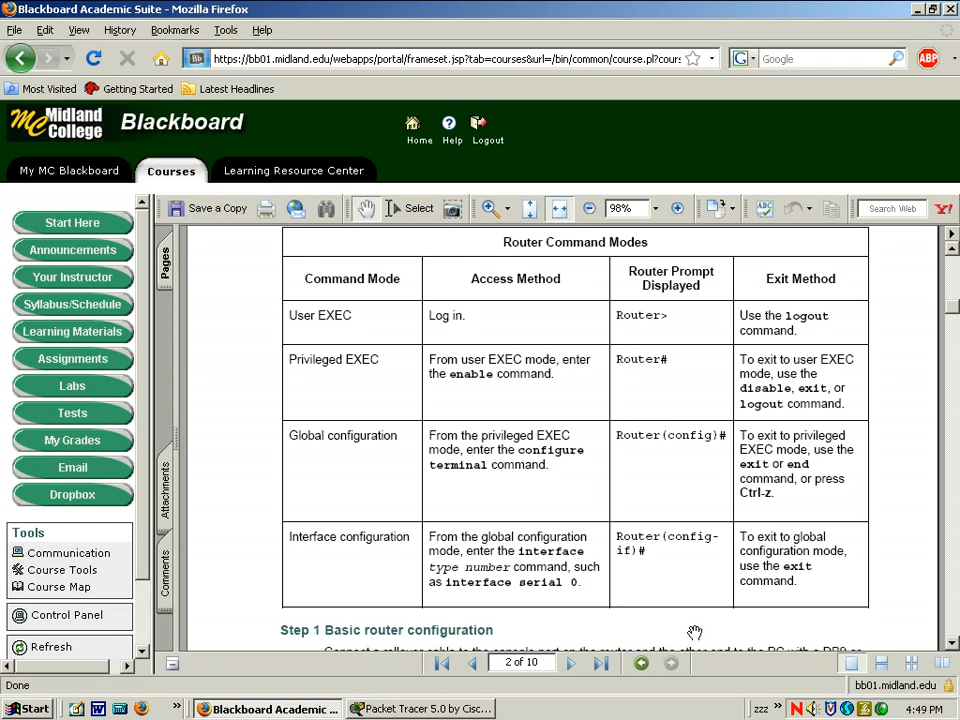 Blackboard Academic Suite - Mozilla Firefox
File Edit View History Bookmarks Tools Help
https://bb01.midland.edu/webapps/portal/frameset.jsp?tab=courses&url=/bin/common/course.pl?cours
Google
ABP
Most Visited Getting Started Latest Headlines
MC Midland College Blackboard
Home Help Logout
My MC Blackboard Courses Learning Resource Center
Save a Copy Select 98% Search Web Y!
Start Here
Announcements
Your Instructor
Syllabus/Schedule
Learning Materials
Assignments
Labs
Tests
My Grades
Email
Dropbox
Tools
Communication
Course Tools
Course Map
Control Panel
Refresh
Pages
Attachments
Comments
Router Command Modes
Command Mode
Access Method
Router Prompt
Displayed
Exit Method
User EXEC
Log in.
Router>
Use the logout
command.
Privileged EXEC
From user EXEC mode, enter
the enable command.
Router#
To exit to user EXEC
mode, use the
disable, exit, or
logout command.
Global configuration
From the privileged EXEC
mode, enter the configure
terminal command.
Router(config)#
To exit to privileged
EXEC mode, use the
exit or end
command, or press
Ctrl-z.
Interface configuration
From the global configuration
mode, enter the interface
type number command, such
as interface serial 0.
Router(config-
if)#
To exit to global
configuration mode,
use the exit
command.
Step 1 Basic router configuration
2 of 10
Done
bb01.midland.edu
Start
Blackboard Academic ...
Packet Tracer 5.0 by Cisc...
zzz
4:49 PM